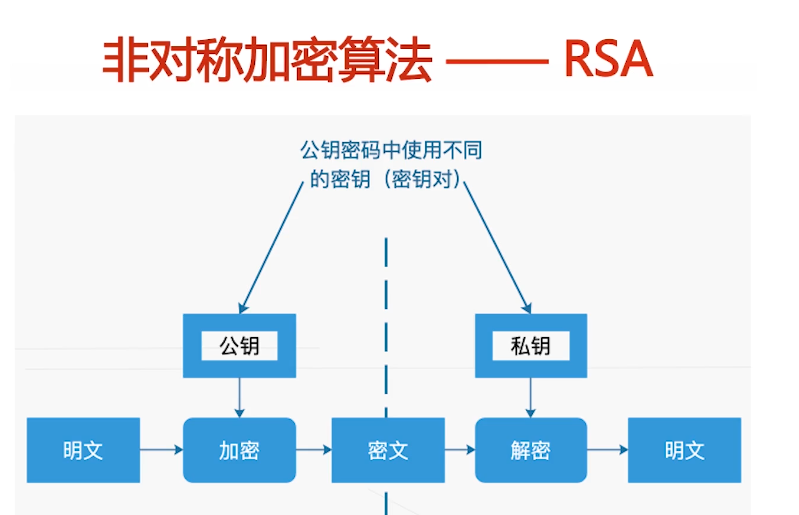 非对称加密算法 —— RSA
公钥密码中使用不同
的密钥（密钥对）
公钥
私钥
明文
加密
密文
解密
明文